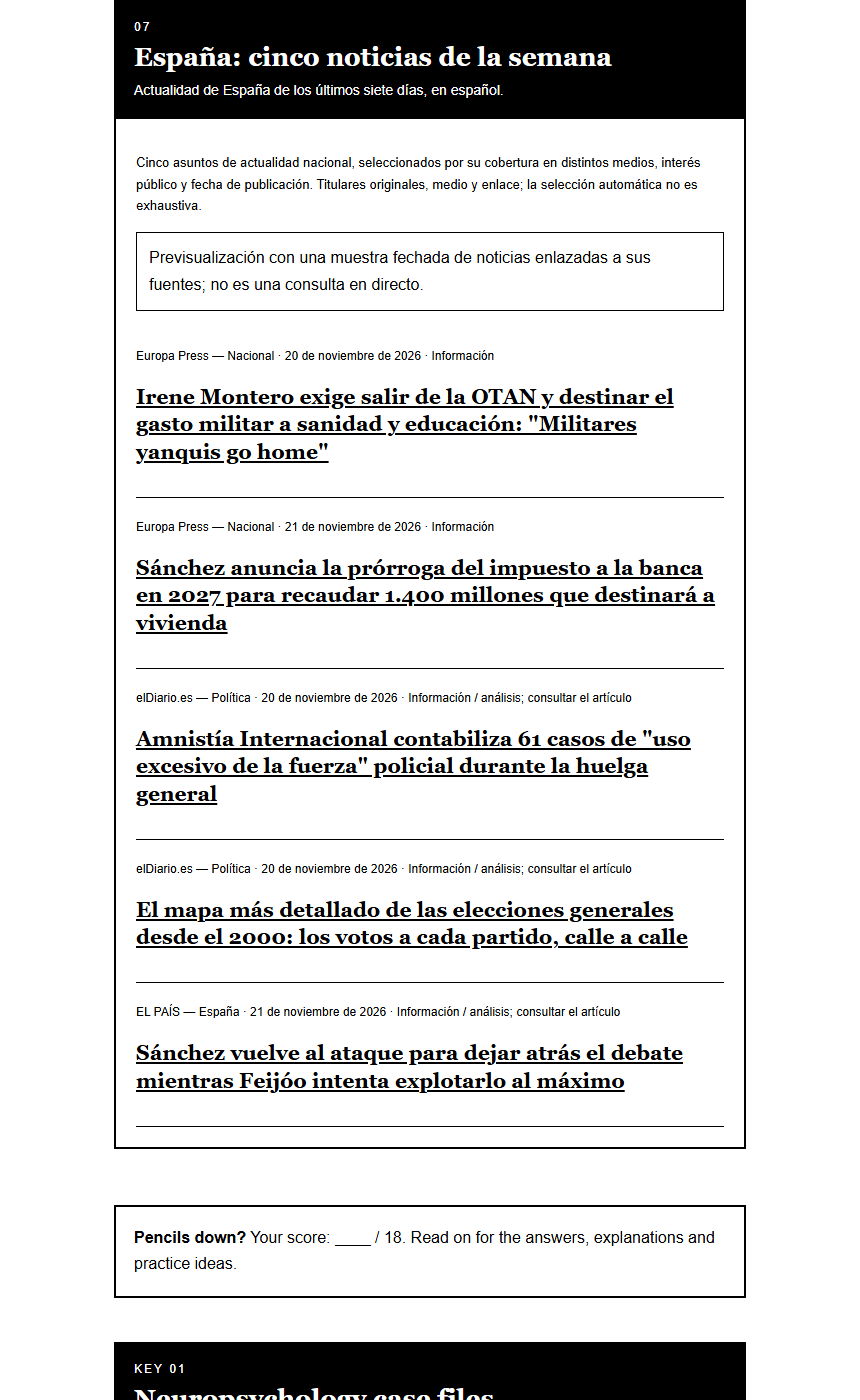 07
España: cinco noticias de la semana
Actualidad de España de los últimos siete días, en español.
Cinco asuntos de actualidad nacional, seleccionados por su cobertura en distintos medios, interés
público y fecha de publicación. Titulares originales, medio y enlace; la selección automática no es
exhaustiva.
Previsualización con una muestra fechada de noticias enlazadas a sus
fuentes; no es una consulta en directo.
Europa Press — Nacional · 20 de noviembre de 2026 · Información
Irene Montero exige salir de la OTAN y destinar el
gasto militar a sanidad y educación: "Militares
yanquis go home"
Europa Press — Nacional · 21 de noviembre de 2026 · Información
Sánchez anuncia la prórroga del impuesto a la banca
en 2027 para recaudar 1.400 millones que destinará a
vivienda
elDiario.es — Política · 20 de noviembre de 2026 · Información / análisis; consultar el artículo
Amnistía Internacional contabiliza 61 casos de "uso
excesivo de la fuerza" policial durante la huelga
general
elDiario.es — Política · 20 de noviembre de 2026 · Información / análisis; consultar el artículo
El mapa más detallado de las elecciones generales
desde el 2000: los votos a cada partido, calle a calle
EL PAÍS — España · 21 de noviembre de 2026 · Información / análisis; consultar el artículo
Sánchez vuelve al ataque para dejar atrás el debate
mientras Feijóo intenta explotarlo al máximo
Pencils down? Your score: ____ / 18. Read on for the answers, explanations and
practice ideas.
KEY 01
Neuropsychology case files